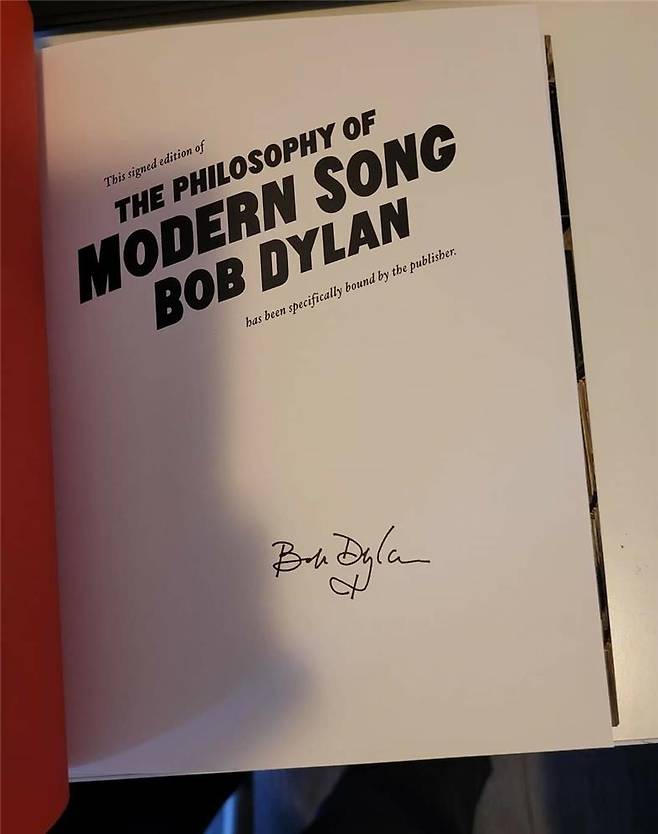 This signed edition of
THE PHILOSOPHY OF
MODERN SONG
BOB DYLAN
has been specifically bound by the publisher.
Bob Dylan